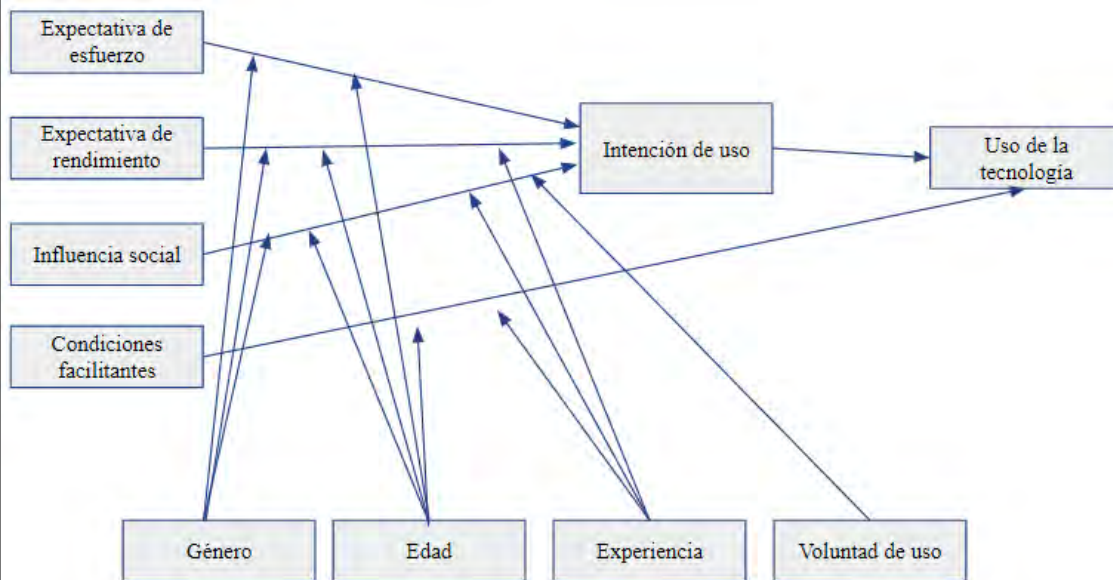 Expectativa de
esfuerzo
Expectativa de
rendimiento
Influencia social
Condiciones
facilitantes
Intención de uso
Uso de la
tecnología
Género
Edad
Experiencia
Voluntad de uso